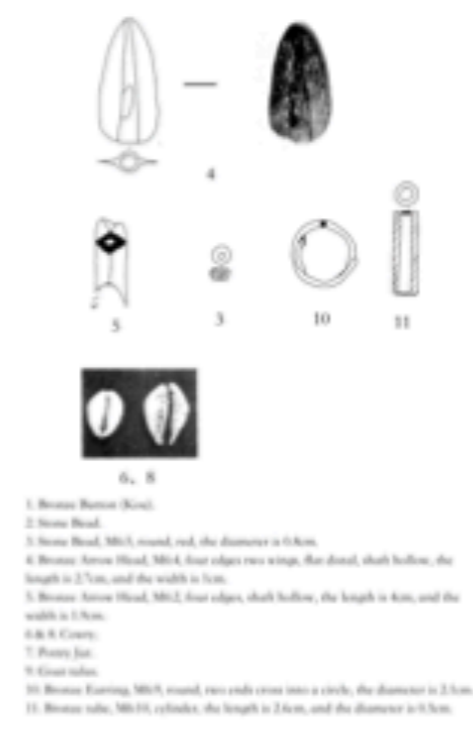 4
5
3
10
11
6、8
1. Bronze Button (Kou).
2. Stone Bead.
3. Stone Bead, M6:3, round, red, the diameter is 0.8cm.
4. Bronze Arrow Head, M6:4, four edges two wings, flat distal, shaft hollow, the
length is 2.7cm, and the width is 1cm.
5. Bronze Arrow Head, M6:2, four edges, shaft hollow, the length is 4cm, and the
width is 1.9cm.
6 & 8. Cowry.
7. Pottery Jar.
9. Goat talus.
10. Bronze Earring, M6:9, round, two ends cross into a circle, the diameter is 2.1cm.
11. Bronze tube, M6:10, cylinder, the length is 2.6cm, and the diameter is